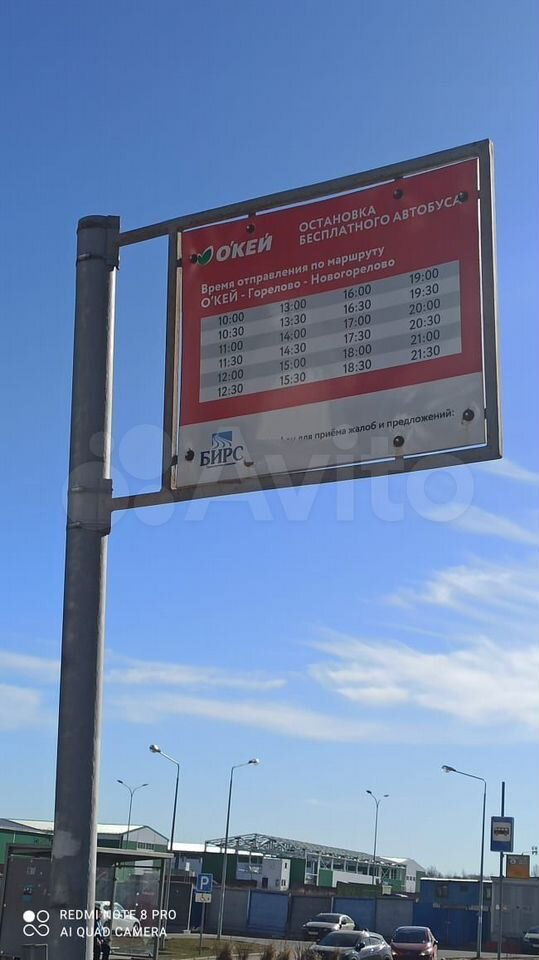 О'КЕЙ
ОСТАНОВКА
БЕСПЛАТНОГО АВТОБУСА
Время отправления по маршруту
О'КЕЙ - Горелово - Новогорелово
10:00 13:00 16:00 19:00
10:30 13:30 16:30 19:30
11:00 14:00 17:00 20:00
11:30 14:30 17:30 20:30
12:00 15:00 18:00 21:00
12:30 15:30 18:30 21:30
БИРС
для приёма жалоб и предложений:
Avito
P
REDMI NOTE 8 PRO
AI QUAD CAMERA